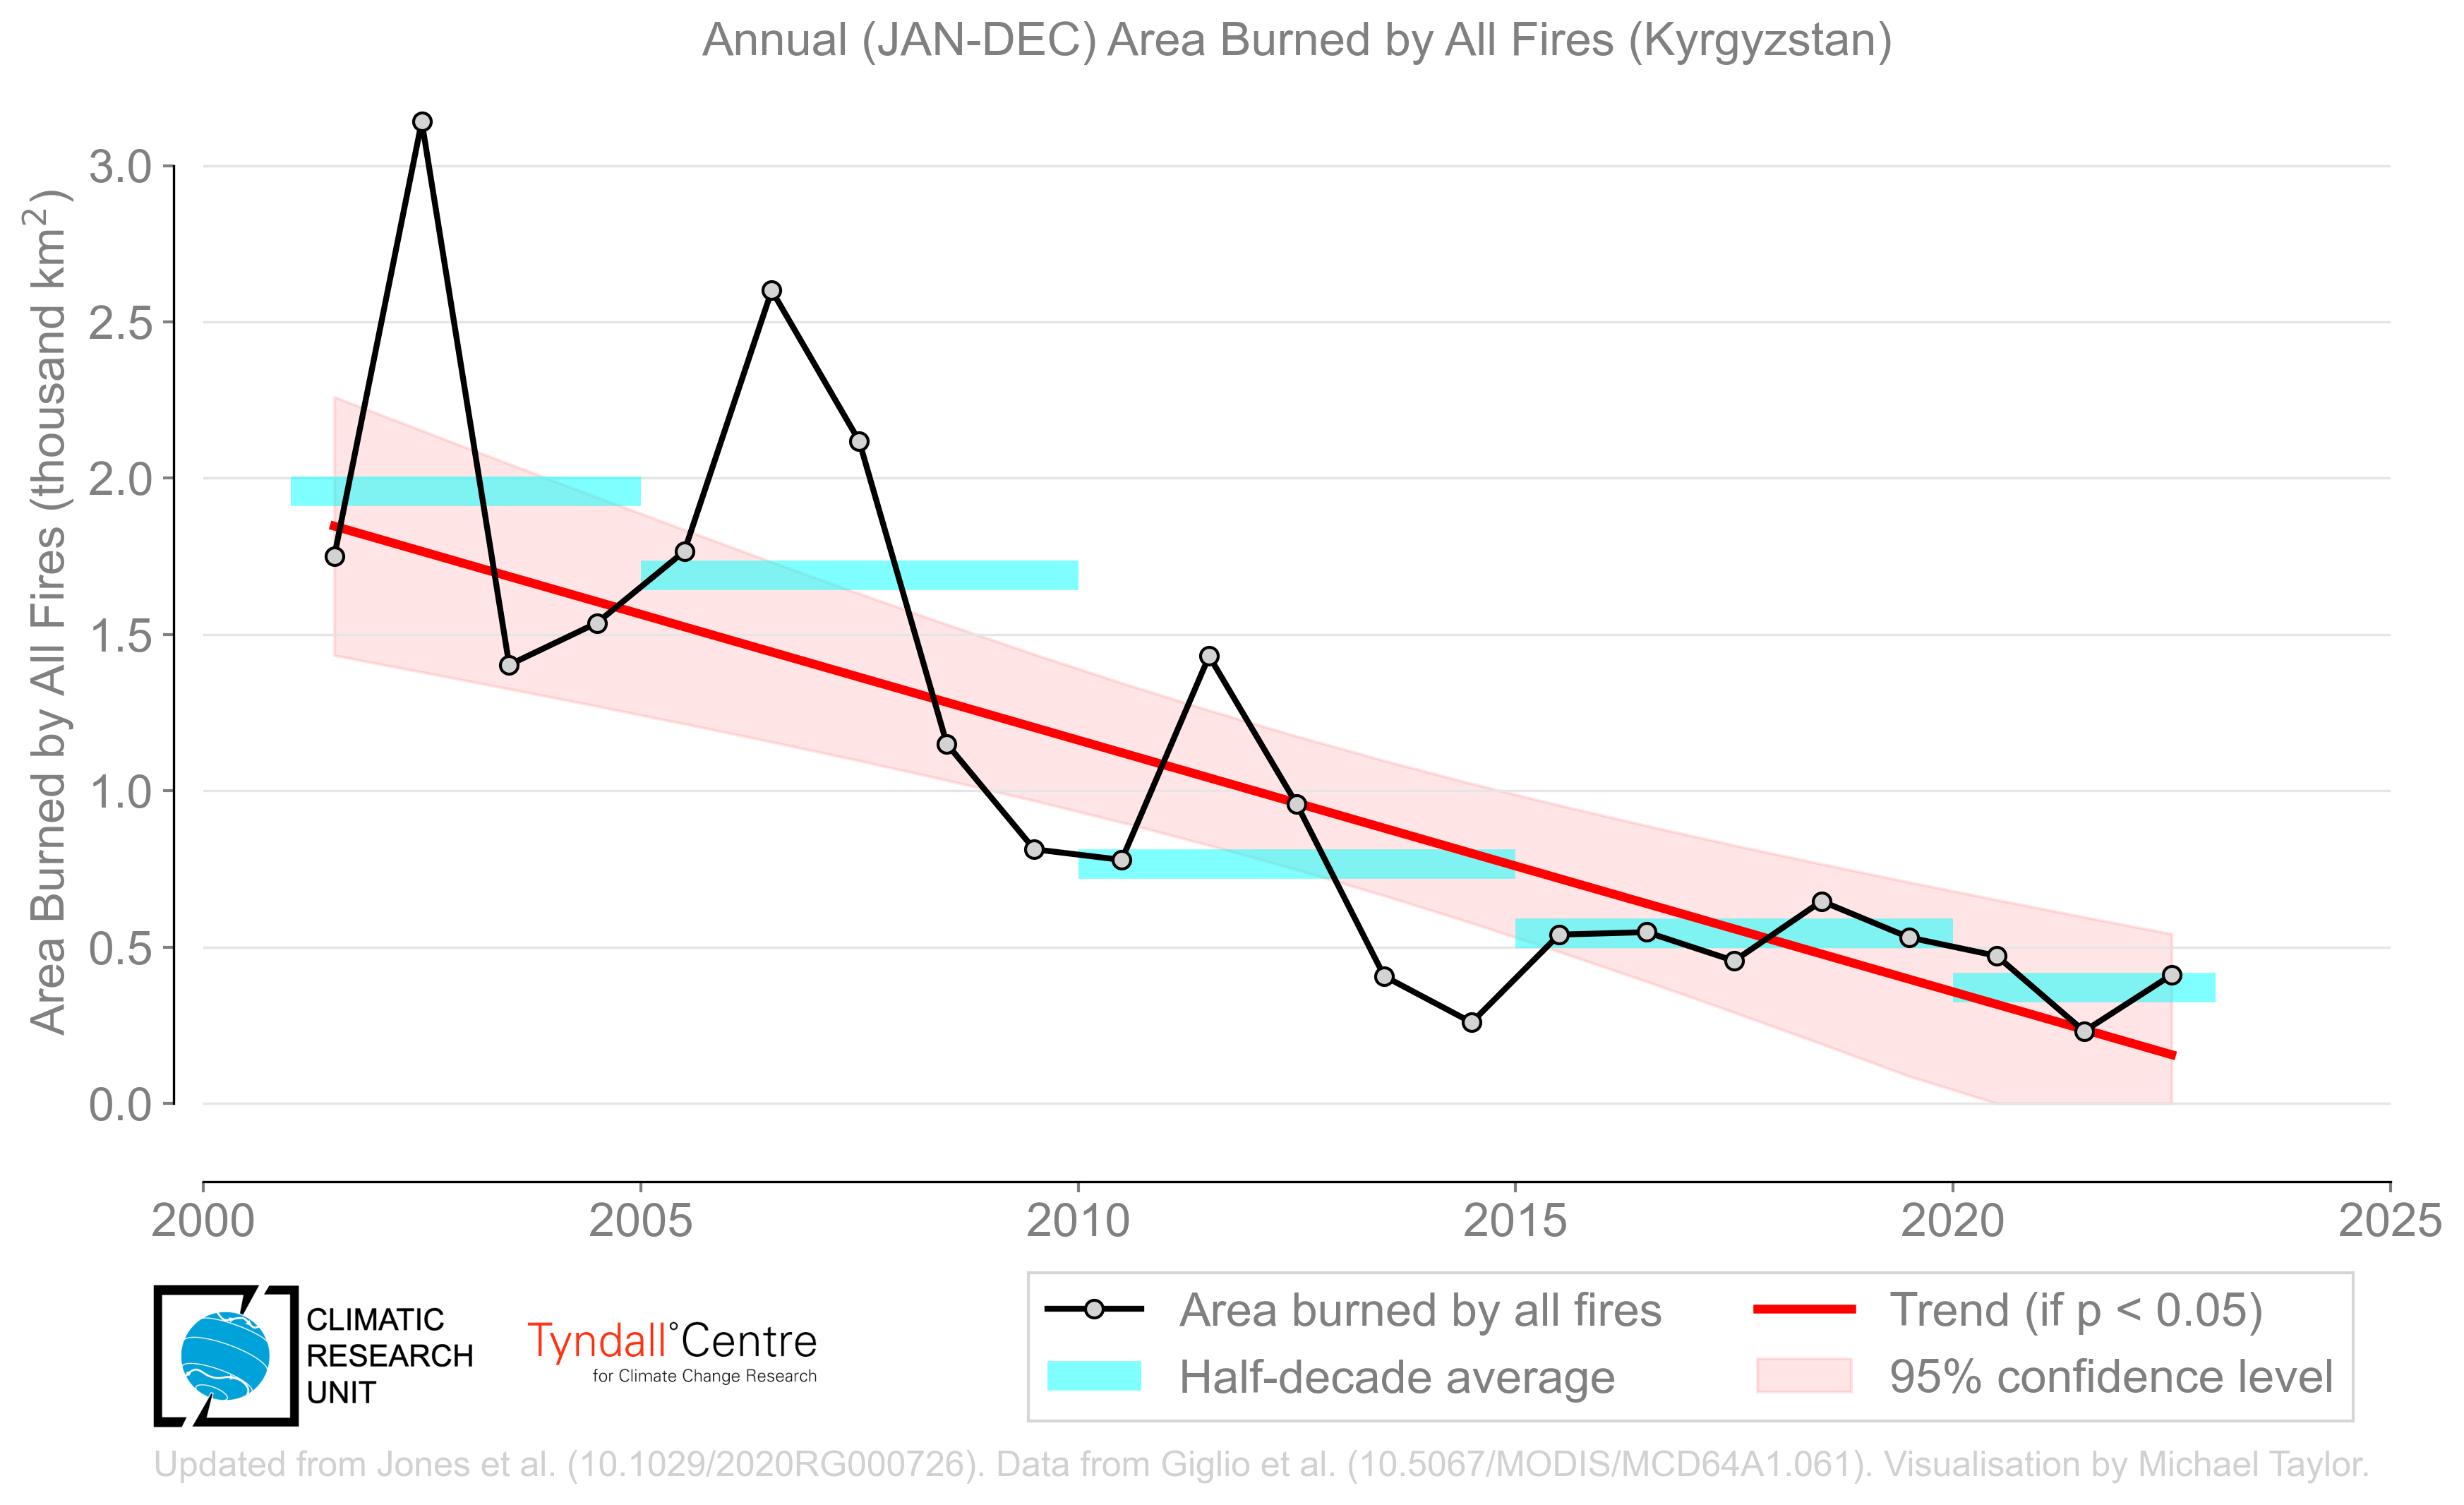 Annual (JAN-DEC) Area Burned by All Fires (Kyrgyzstan)
Area Burned by All Fires (thousand km²)
3.0
2.5
2.0
1.5
1.0
0.5
0.0
2000 2005 2010 2015 2020 2025
CLIMATIC
RESEARCH
UNIT
Tyndall°Centre
for Climate Change Research
Area burned by all fires
Half-decade average
Trend (if p < 0.05)
95% confidence level
Updated from Jones et al. (10.1029/2020RG000726). Data from Giglio et al. (10.5067/MODIS/MCD64A1.061). Visualisation by Michael Taylor.